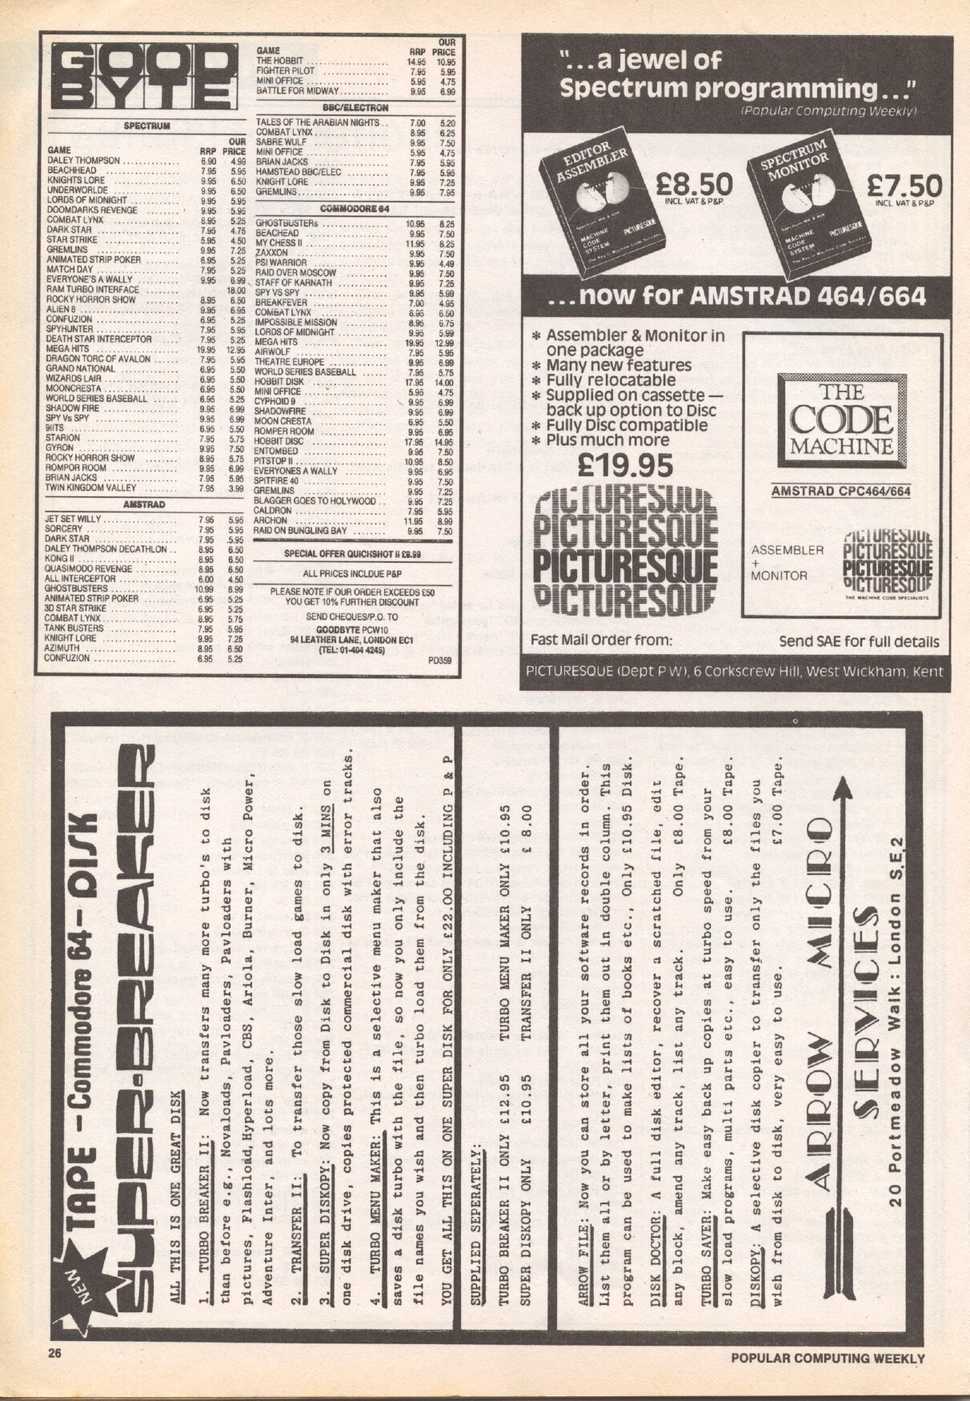 GOOD
BYTE
SPECTRUM
GAME RRP OUR PRICE
DALEY THOMPSON .............. 6.90 4.99
BEACHHEAD .............. 7.95 5.95
KNIGHTS LORE .............. 9.95 6.50
UNDERWORLDE .............. 9.95 6.50
LORDS OF MIDNIGHT .............. 9.95 5.95
DOOMDARKS REVENGE .............. 9.95 5.95
COMBAT LYNX .............. 8.95 5.25
DARK STAR .............. 7.95 4.75
STAR STRIKE .............. 5.95 4.50
GREMLINS .............. 9.95 7.25
ANIMATED STRIP POKER .............. 6.95 5.25
MATCH DAY .............. 7.95 5.25
EVERYONE'S A WALLY .............. 9.95 6.99
RAM TURBO INTERFACE .............. 18.00
ROCKY HORROR SHOW .............. 8.95 6.50
ALIEN 8 .............. 9.95 6.95
CONFUZION .............. 6.95 5.25
SPYHUNTER .............. 7.95 5.95
DEATH STAR INTERCEPTOR .............. 7.95 5.25
MEGA HITS .............. 19.95 12.95
DRAGON TORC OF AVALON .............. 7.95 5.95
GRAND NATIONAL .............. 6.95 5.50
WIZARDS LAIR .............. 6.95 5.50
MOONCRESTA .............. 6.95 5.50
WORLD SERIES BASEBALL .............. 6.95 5.25
SHADOW FIRE .............. 9.95 6.99
SPY Vs SPY .............. 9.95 6.99
.............. 6.95 5.50
STARION .............. 7.95 5.75
GYRON .............. 9.95 7.50
ROCKY HORROR SHOW .............. 8.95 5.75
ROMPOR ROOM .............. 9.95 6.99
BRIAN JACKS .............. 7.95 5.95
TWIN KINGDOM VALLEY .............. 7.95 3.99
AMSTRAD
JET SET WILLY .............. 7.95 5.95
SORCERY .............. 7.95 5.95
DARK STAR .............. 7.95 5.95
DALEY THOMPSON DECATHLON .. 8.95 6.50
KONG II .............. 8.95 6.50
QUASIMODO REVENGE .............. 8.95 6.50
ALL INTERCEPTOR .............. 6.00 4.50
GHOSTBUSTERS .............. 10.99 8.99
ANIMATED STRIP POKER .............. 6.95 5.25
3D STAR STRIKE .............. 6.95 5.25
COMBAT LYNX .............. 8.95 5.75
TANK BUSTERS .............. 7.95 5.95
KNIGHT LORE .............. 9.95 7.25
AZIMUTH .............. 8.95 6.50
CONFUZION .............. 6.95 5.25
GAME RRP OUR PRICE
THE HOBBIT .............. 14.95 10.95
FIGHTER PILOT .............. 7.95 5.95
MINI OFFICE .............. 5.95 4.75
BATTLE FOR MIDWAY .............. 9.95 6.99
BBC/ELECTRON
TALES OF THE ARABIAN NIGHTS .. 7.00 5.20
COMBAT LYNX .............. 8.95 6.25
SABRE WULF .............. 9.95 7.50
MINI OFFICE .............. 5.95 4.75
BRIAN JACKS .............. 7.95 5.95
HAMSTEAD BBC/ELEC .............. 7.95 5.95
KNIGHT LORE .............. 9.95 7.25
GREMLINS .............. 9.95 7.95
COMMODORE 64
GHOSTBUSTERs .............. 10.95 8.25
BEACHEAD .............. 9.95 7.50
MY CHESS II .............. 11.95 8.25
ZAXXON .............. 9.95 7.50
PSI WARRIOR .............. 9.95 4.49
RAID OVER MOSCOW .............. 9.95 7.50
STAFF OF KARNATH .............. 9.95 7.25
SPY VS SPY .............. 9.95 5.99
BREAKFEVER .............. 7.00 4.95
COMBAT LYNX .............. 8.95 6.50
IMPOSSIBLE MISSION .............. 8.95 6.75
LORDS OF MIDNIGHT .............. 9.95 5.99
MEGA HITS .............. 19.95 12.99
AIRWOLF .............. 7.95 5.95
THEATRE EUROPE .............. 9.95 6.99
WORLD SERIES BASEBALL .............. 7.95 5.75
HOBBIT DISK .............. 17.95 14.00
MINI OFFICE .............. 5.95 4.75
CYPHOID 9 .............. 9.95 6.99
SHADOWFIRE .............. 9.95 6.99
MOON CRESTA .............. 6.95 5.50
ROMPER ROOM .............. 9.95 6.95
HOBBIT DISC .............. 17.95 14.95
ENTOMBED .............. 9.95 7.50
PITSTOP II .............. 10.95 8.50
EVERYONES A WALLY .............. 9.95 6.95
SPITFIRE 40 .............. 9.95 7.50
GREMLINS .............. 9.95 7.25
BLAGGER GOES TO HOLYWOOD .. 9.95 7.25
CALDRON .............. 7.95 5.95
ARCHON .............. 11.95 8.99
RAID ON BUNGLING BAY .............. 9.95 7.50
SPECIAL OFFER QUICKSHOT II £8.99
ALL PRICES INCLDUE P&P
PLEASE NOTE IF OUR ORDER EXCEEDS £50
YOU GET 10% FURTHER DISCOUNT
SEND CHEQUES/P.O. TO
GOODBYTE PCW10
94 LEATHER LANE, LONDON EC1
(TEL: 01-404 4245)
PD359
"...a jewel of
Spectrum programming..."
(Popular Computing Weekly)
EDITOR
ASSEMBLER
MACHINE
CODE
SYSTEM
PICTURESQUE
£8.50
INCL. VAT & P&P.
SPECTRUM
MONITOR
MACHINE
CODE
SYSTEM
PICTURESQUE
£7.50
INCL VAT & P&P.
...now for AMSTRAD 464/664
* Assembler & Monitor in
one package
* Many new features
* Fully relocatable
* Supplied on cassette —
back up option to Disc
* Fully Disc compatible
* Plus much more
£19.95
PICTURESQUE
PICTURESQUE
PICTURESQUE
PICTURESQUE
THE
CODE
MACHINE
AMSTRAD CPC464/664
ASSEMBLER
+
MONITOR
PICTURESQUE
PICTURESQUE
PICTURESQUE
PICTURESQUE
THE MACHINE CODE SPECIALISTS
Fast Mail Order from:
Send SAE for full details
PICTURESQUE (Dept PW), 6 Corkscrew Hill, West Wickham, Kent
NEW
TAPE – Commodore 64 – DISK
SUPER·BREAKER
ALL THIS IS ONE GREAT DISK
1. TURBO BREAKER II: Now transfers many more turbo's to disk
than before e.g., Novaloads, Pavloaders, Pavloaders with
pictures, Flashload,Hyperload, CBS, Ariola, Burner, Micro Power,
Adventure Inter, and lots more.
2. TRANSFER II: To transfer those slow load games to disk.
3. SUPER DISKOPY: Now copy from Disk to Disk in only 3 MINS on
one disk drive, copies protected commercial disk with error tracks.
4. TURBO MENU MAKER: This is a selective menu maker that also
saves a disk turbo with the file, so now you only include the
file names you wish and then turbo load them from the disk.
YOU GET ALL THIS ON ONE SUPER DISK FOR ONLY £22.00 INCLUDING P & P
SUPPLIED SEPERATELY:
TURBO BREAKER II ONLY £12.95 TURBO MENU MAKER ONLY £10.95
SUPER DISKOPY ONLY £10.95 TRANSFER II ONLY £ 8.00
ARROW FILE: Now you can store all your software records in order.
List them all or by letter, print them out in double column. This
program can be used to make lists of books etc., Only £10.95 Disk.
DISK DOCTOR: A full disk editor, recover a scratched file, edit
any block, amend any track, list any track. Only £8.00 Tape.
TURBO SAVER: Make easy back up copies at turbo speed from your
slow load programs, multi parts etc., easy to use. £8.00 Tape.
DISKOPY: A selective disk copier to transfer only the files you
wish from disk to disk, very easy to use. £7.00 Tape.
ARROW MICRO
SERVICES
20 Portmeadow Walk : London S.E.2
26
POPULAR COMPUTING WEEKLY